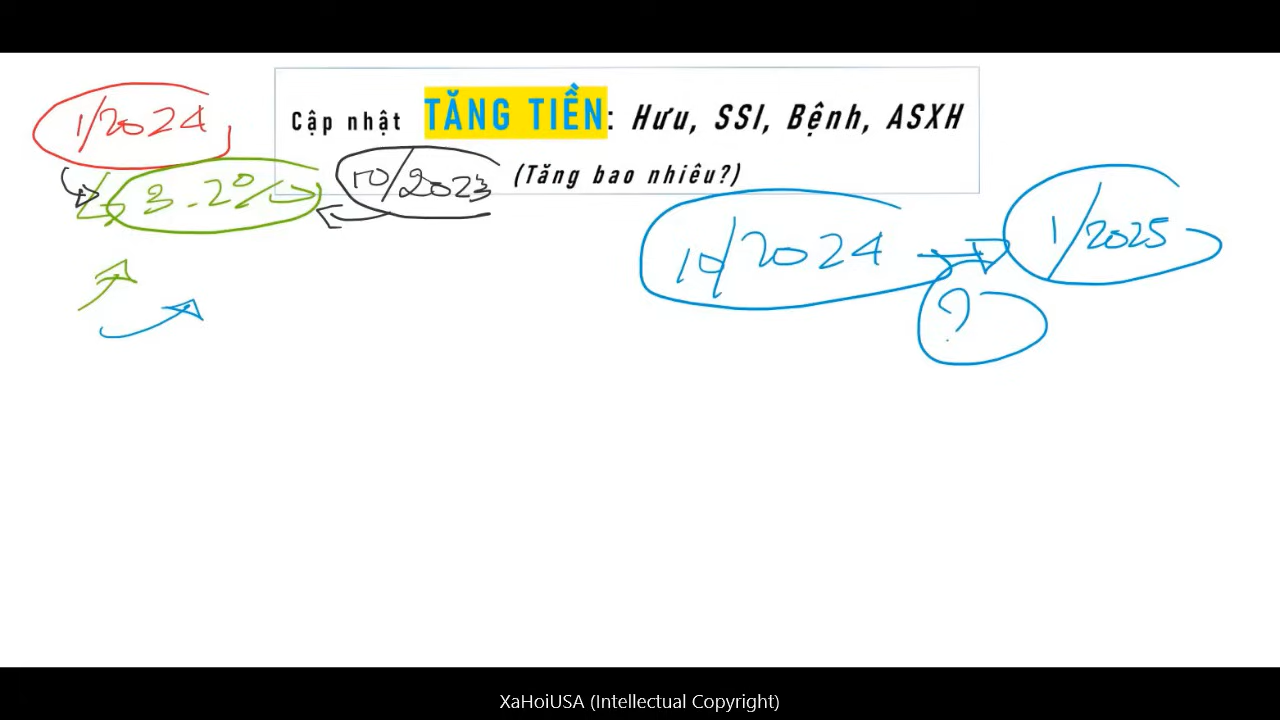 Cập nhật TĂNG TIỀN: Hưu, SSI, Bệnh, ASXH
1/2024
(Tăng bao nhiêu?)
3.2%
10/2023
10/2024
1/2025
?
XaHoiUSA (Intellectual Copyright)